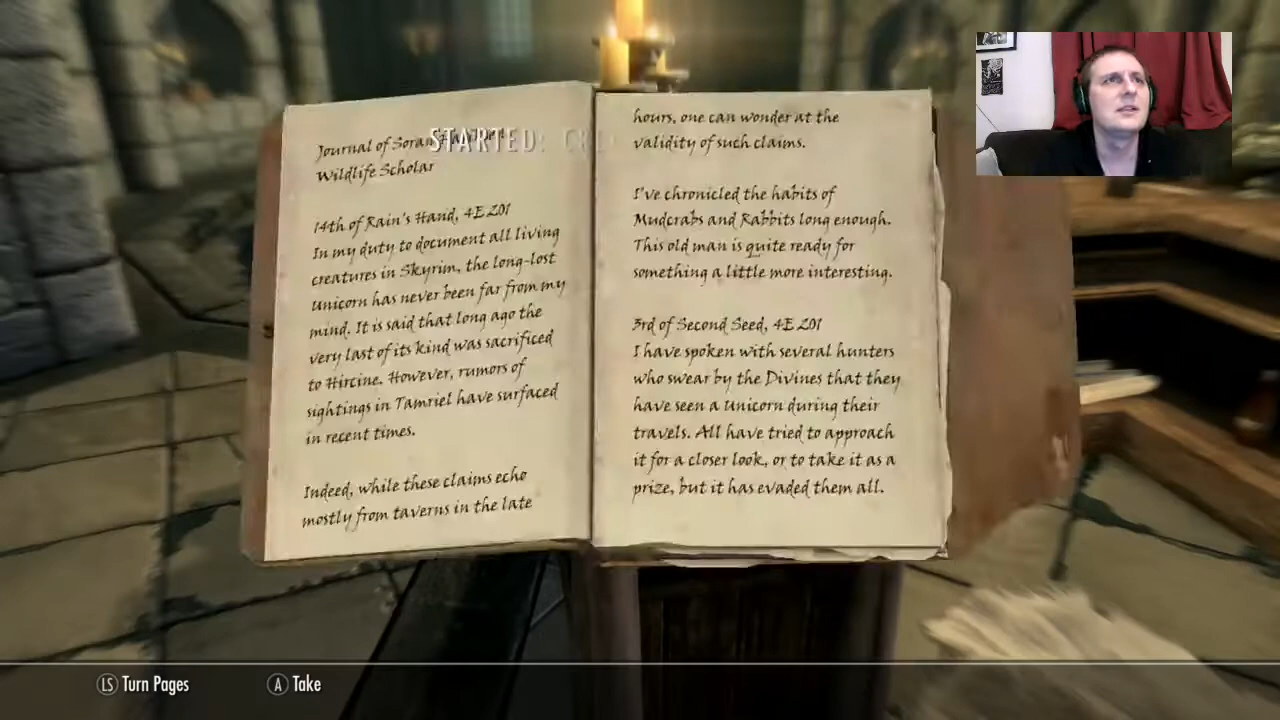 Journal of Soran
STARTED:
Wildlife Scholar
14th of Rain's Hand, 4E 201
In my duty to document all living
creatures in Skyrim, the long-lost
Unicorn has never been far from my
mind. It is said that long ago the
very last of its kind was sacrificed
to Hircine. However, rumors of
sightings in Tamriel have surfaced
in recent times.
Indeed, while these claims echo
mostly from taverns in the late
hours, one can wonder at the
validity of such claims.
I've chronicled the habits of
Mudcrabs and Rabbits long enough.
This old man is quite ready for
something a little more interesting.
3rd of Second Seed, 4E 201
I have spoken with several hunters
who swear by the Divines that they
have seen a Unicorn during their
travels. All have tried to approach
it for a closer look, or to take it as a
prize, but it has evaded them all.
LS Turn Pages
A Take